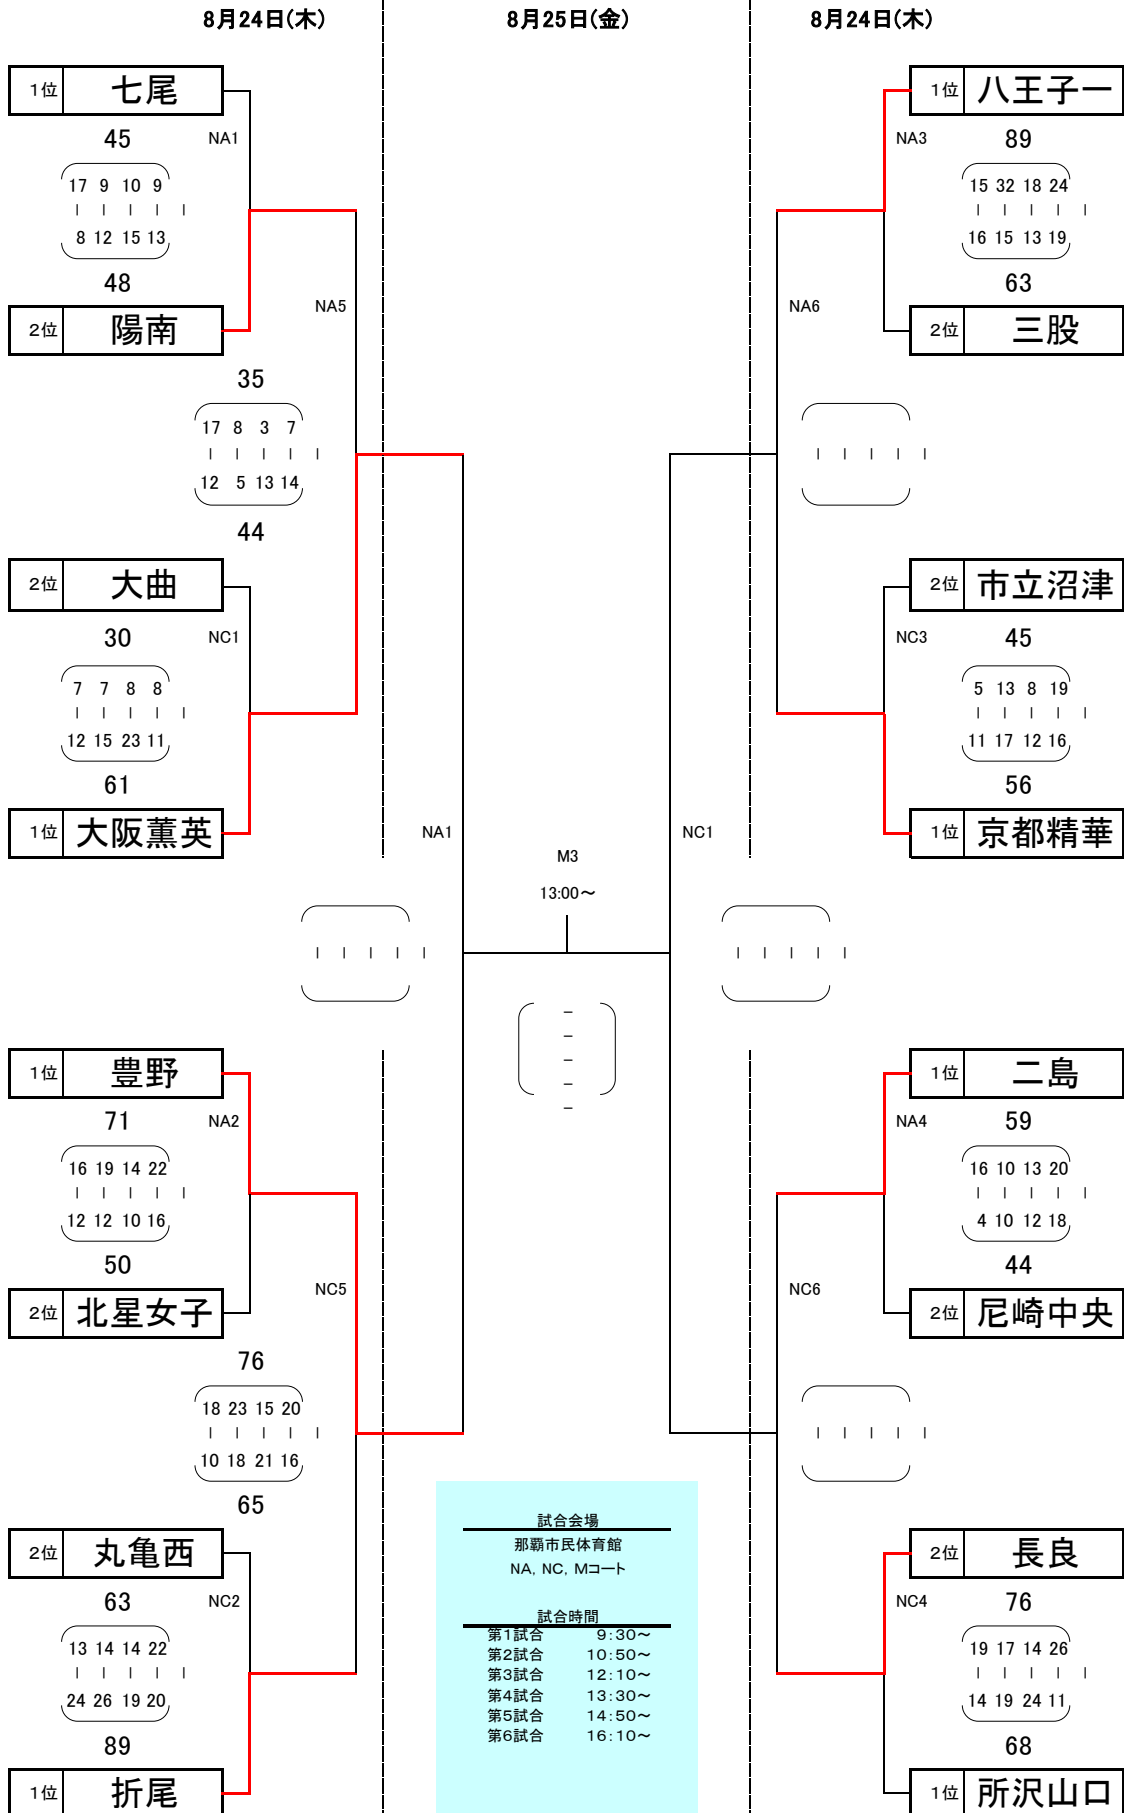 8月24日(木) 8月25日(金) 8月24日(木)
1位 七尾
45 NA1
17 9 10 9
8 12 15 13
48
2位 陽南
NA5
35
17 8 3 7
12 5 13 14
44
2位 大曲
30 NC1
7 7 8 8
12 15 23 11
61
1位 大阪薫英
NA1
1位 豊野
71 NA2
16 19 14 22
12 12 10 16
50
2位 北星女子
NC5
76
18 23 15 20
10 18 21 16
65
2位 丸亀西
63 NC2
13 14 14 22
24 26 19 20
89
1位 折尾
M3
13:00～
–
–
–
–
–
試合会場
那覇市民体育館
NA, NC, Mコート
試合時間
第1試合 9:30～
第2試合 10:50～
第3試合 12:10～
第4試合 13:30～
第5試合 14:50～
第6試合 16:10～
1位 八王子一
NA3 89
15 32 18 24
16 15 13 19
63
2位 三股
NA6
2位 市立沼津
NC3 45
5 13 8 19
11 17 12 16
56
1位 京都精華
NC1
1位 二島
NA4 59
16 10 13 20
4 10 12 18
44
2位 尼崎中央
NC6
2位 長良
NC4 76
19 17 14 26
14 19 24 11
68
1位 所沢山口